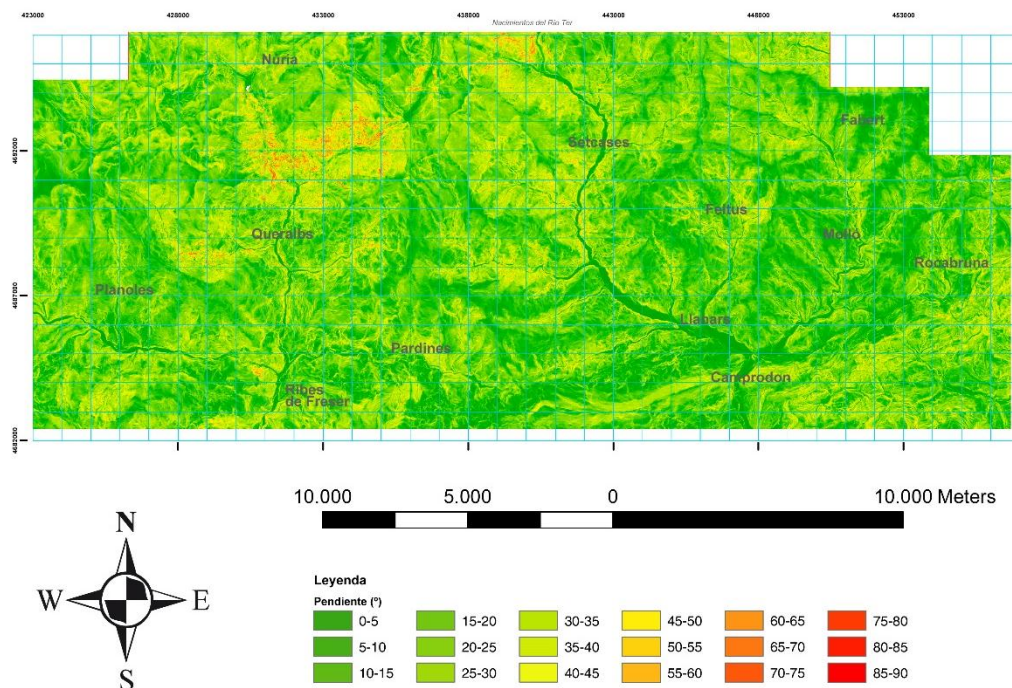 423000 428000 433000 438000 443000 448000 453000
Nacimientos del Río Ter
Núria
Fabert
Setcases
4692000
Feitus
Queralbs
Molló
Rocabruna
Planoles
4687000
Llanars
Pardines
Camprodon
Ribes
de Freser
4682000
10.000 5.000 0 10.000 Meters
N
W E
S
Leyenda
Pendiente (º)
0-5 15-20 30-35 45-50 60-65 75-80
5-10 20-25 35-40 50-55 65-70 80-85
10-15 25-30 40-45 55-60 70-75 85-90